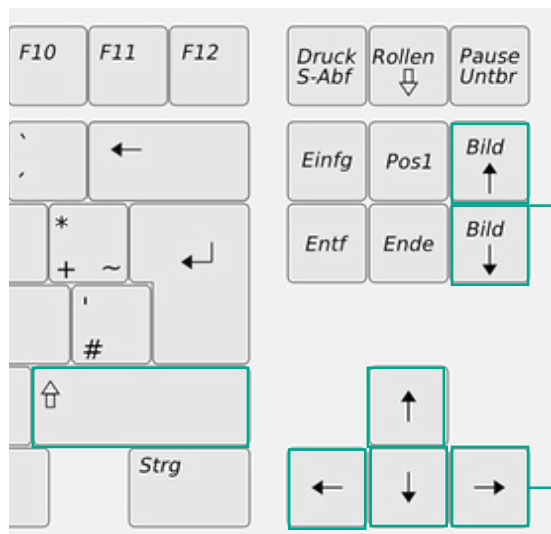 F10 F11 F12 Druck Rollen Pause
S-Abf Untbr
` ← Einfg Pos1 Bild
´ ↑
* Entf Ende Bild
+ ~ ↵ ↓
'
#
⇧ ↑
Strg ← ↓ →